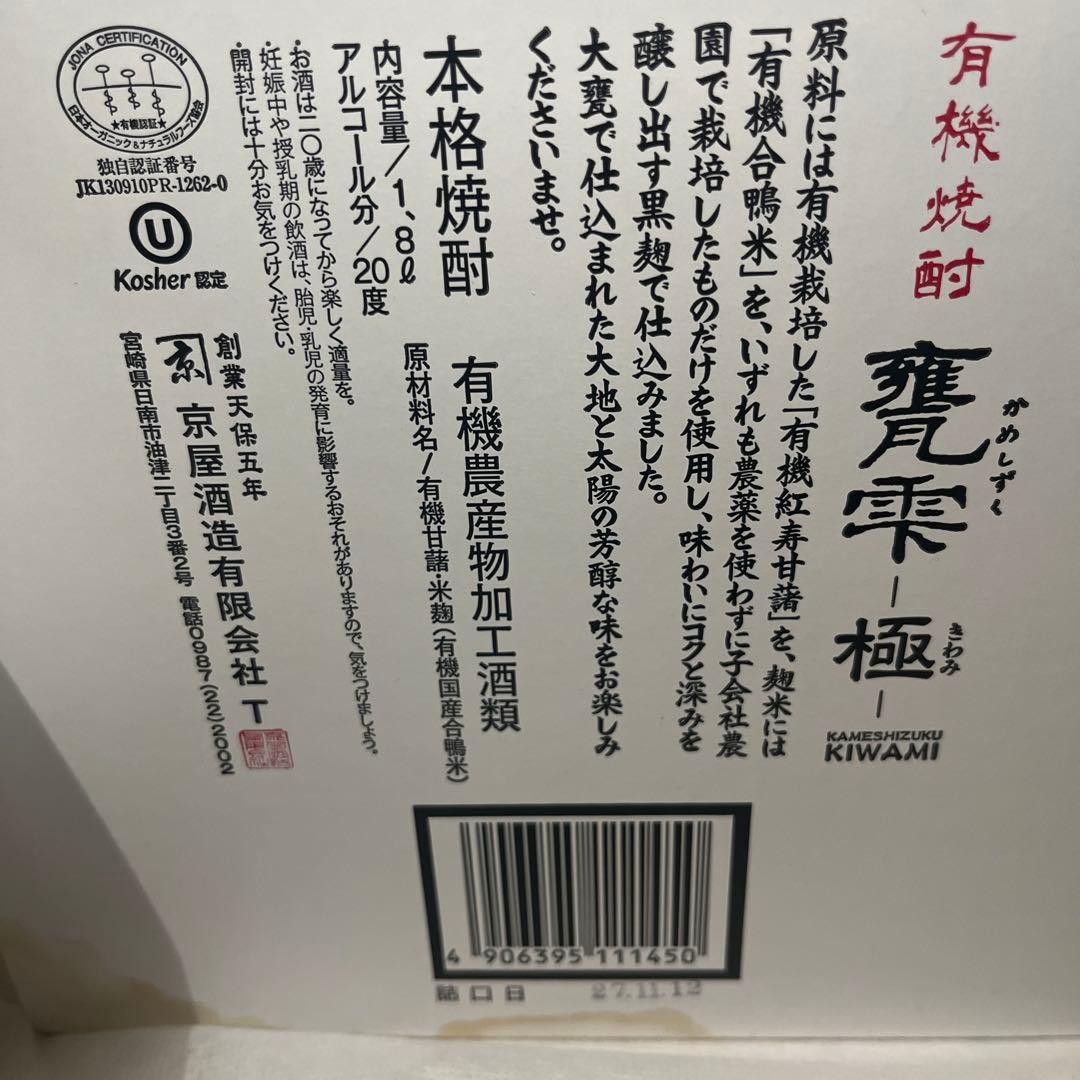 有機焼酎
甕雫
かめしずく
-極-
きわみ
KAMESHIZUKU
KIWAMI
原料には有機栽培した「有機紅寿甘藷」を、麹米には
「有機合鴨米」を、いずれも農薬を使わずに子会社農
園で栽培したものだけを使用し、味わいにコクと深みを
醸し出す黒麹で仕込みました。
大甕で仕込まれた大地と太陽の芳醇な味をお楽しみ
くださいませ。
本格焼酎
有機農産物加工酒類
内容量/1,8ℓ
原材料名/有機甘藷・米麹(有機国産合鴨米)
アルコール分/20度
・お酒は二〇歳になってから楽しく適量を。
・妊娠中や授乳期の飲酒は、胎児・乳児の発育に影響するおそれがありますので、気をつけましょう。
・開封には十分お気をつけください。
JONA CERTIFICATION
★有機認証★
日本オーガニック&ナチュラルフーズ協会
独自認証番号
JK130910PR-1262-0
U
Kosher 認定
創業天保五年
京
京屋酒造有限会社 T
宮崎県日南市油津二丁目3番2号 電話0987(22)2002
4 906395 111450
詰口日 27.11.12